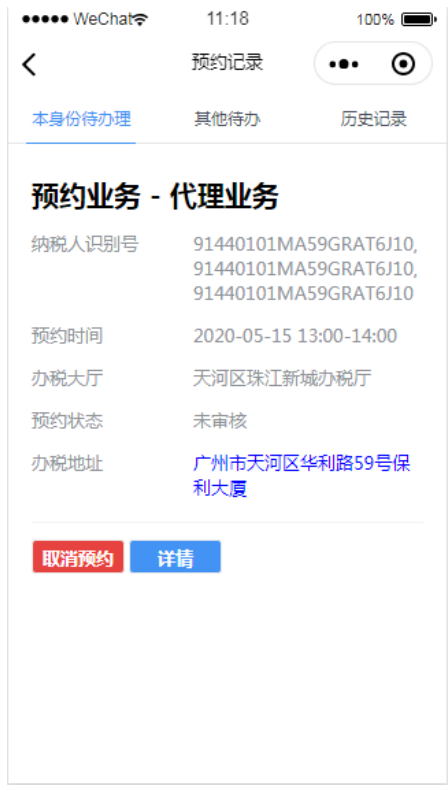 WeChat 11:18 100%
预约记录
本身份待办理 其他待办 历史记录
预约业务 - 代理业务
纳税人识别号 91440101MA59GRAT6J10,
91440101MA59GRAT6J10,
91440101MA59GRAT6J10
预约时间 2020-05-15 13:00-14:00
办税大厅 天河区珠江新城办税厅
预约状态 未审核
办税地址 广州市天河区华利路59号保
利大厦
取消预约 详情